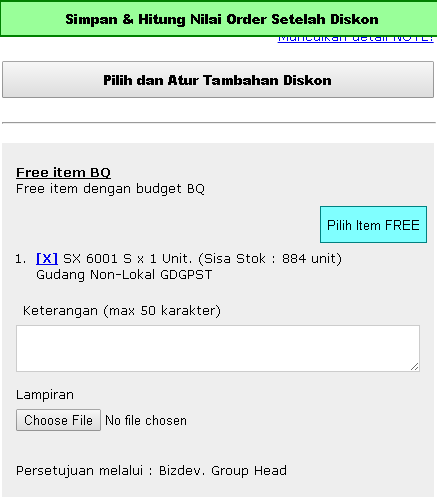 Simpan & Hitung Nilai Order Setelah Diskon
Munculkan detail NOTE!
Pilih dan Atur Tambahan Diskon
Free item BQ
Free item dengan budget BQ
Pilih Item FREE
1. [X] SX 6001 S x 1 Unit. (Sisa Stok : 884 unit)
Gudang Non-Lokal GDGPST
Keterangan (max 50 karakter)
Lampiran
Choose File No file chosen
Persetujuan melalui : Bizdev. Group Head